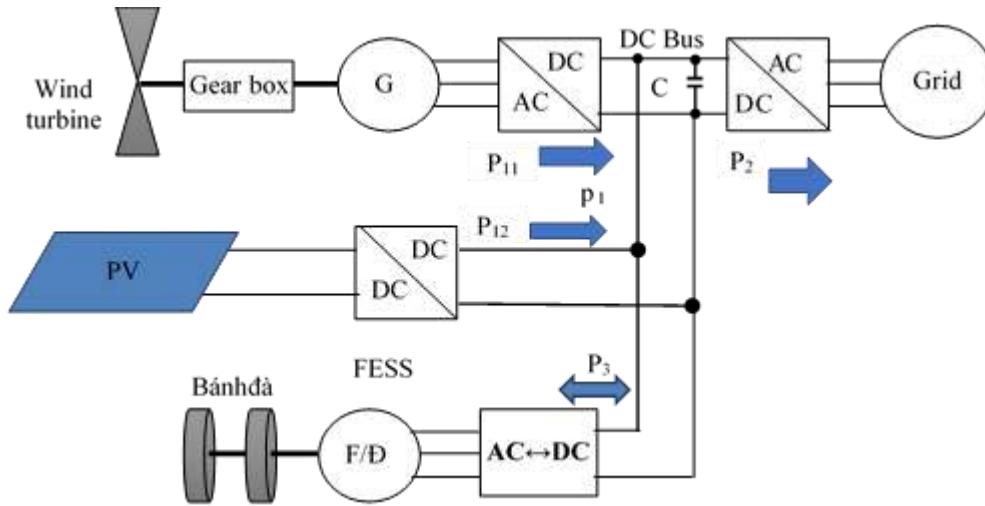 DC Bus
Wind
turbine
Gear box
G
DC
AC
C
AC
DC
Grid
P11
P2
p1
P12
PV
DC
DC
FESS
P3
Bánhđà
F/Đ
AC↔DC